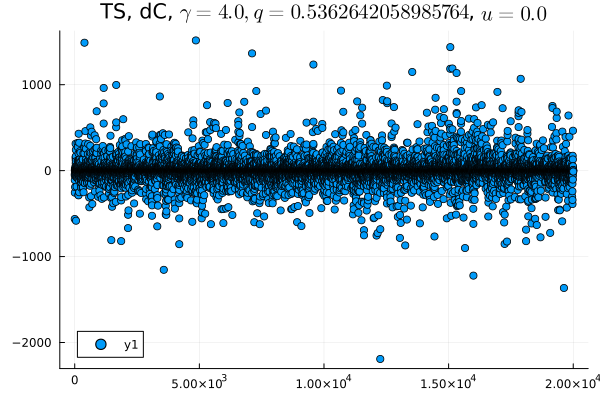 TS, dC, γ = 4.0, q = 0.5362642058985764, u = 0.0
1000
0
−1000
−2000
y1
0 5.00×10³ 1.00×10⁴ 1.50×10⁴ 2.00×10⁴